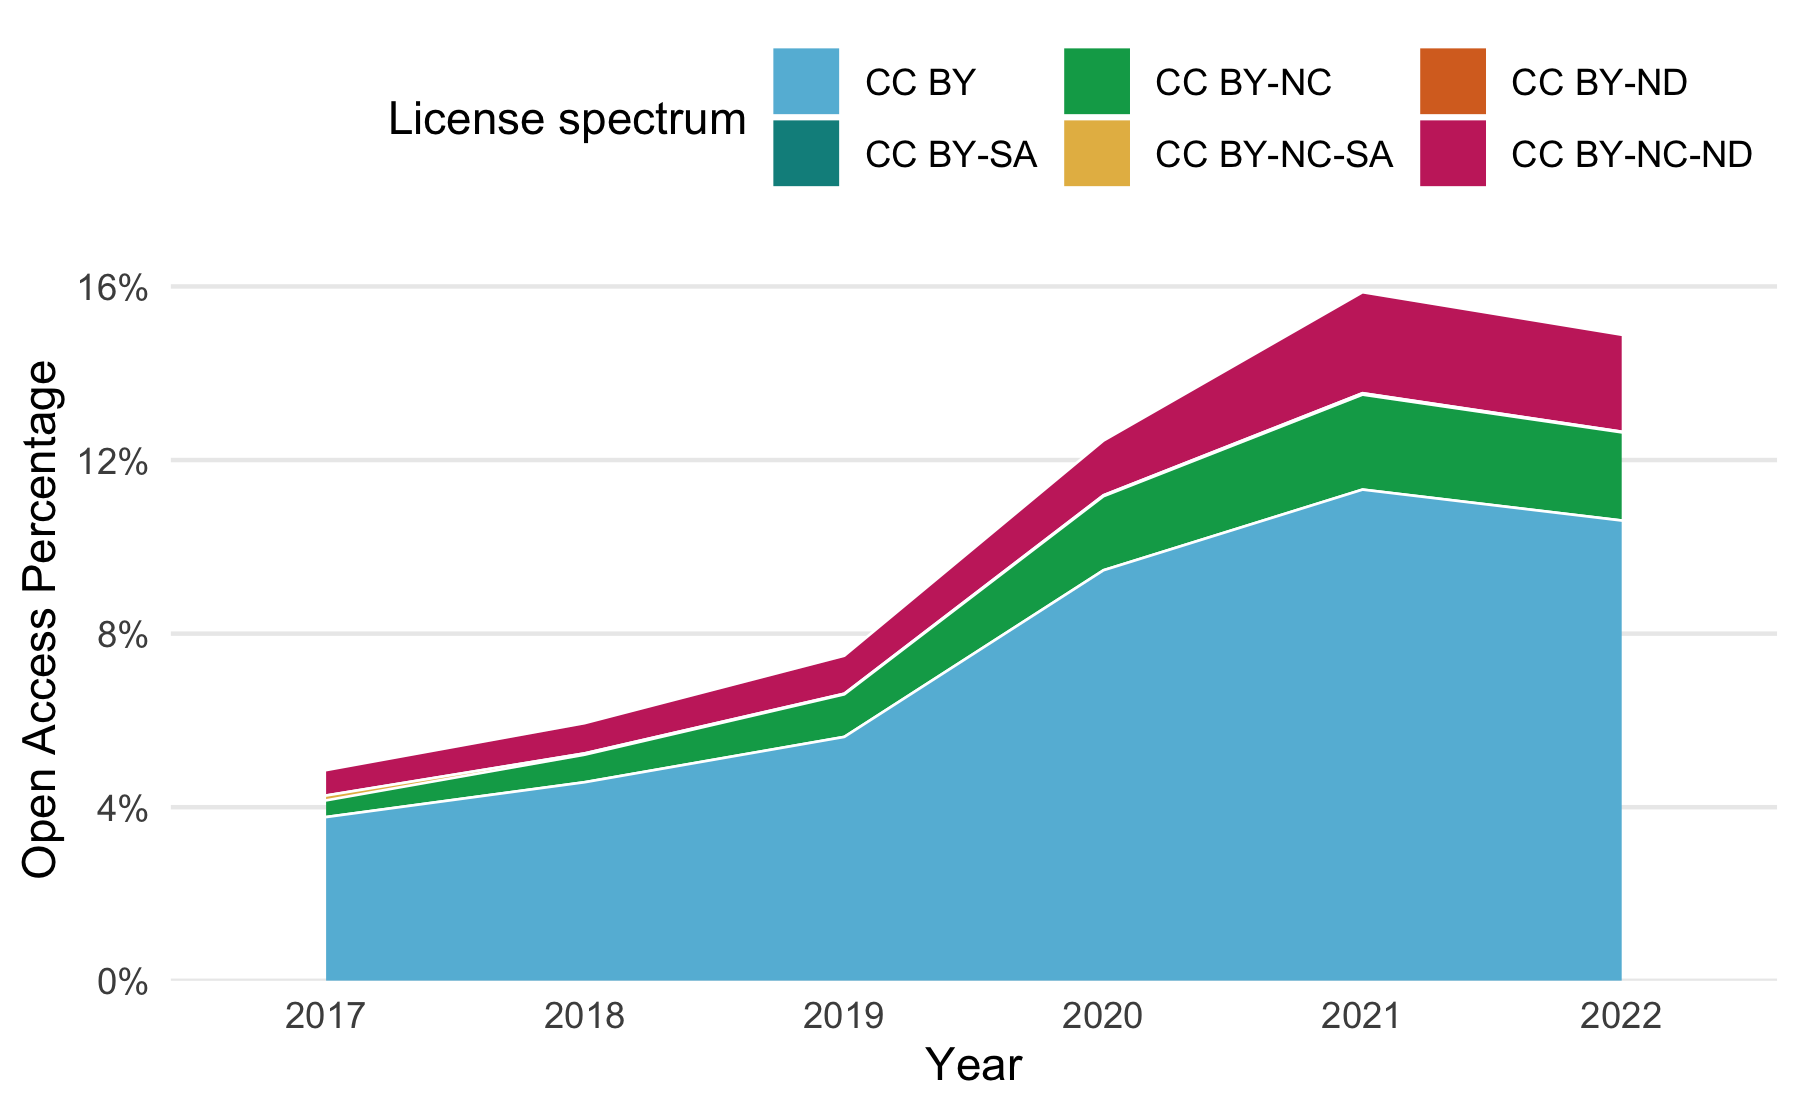 License spectrum
CC BY
CC BY-NC
CC BY-ND
CC BY-SA
CC BY-NC-SA
CC BY-NC-ND
Open Access Percentage
16%
12%
8%
4%
0%
2017 2018 2019 2020 2021 2022
Year